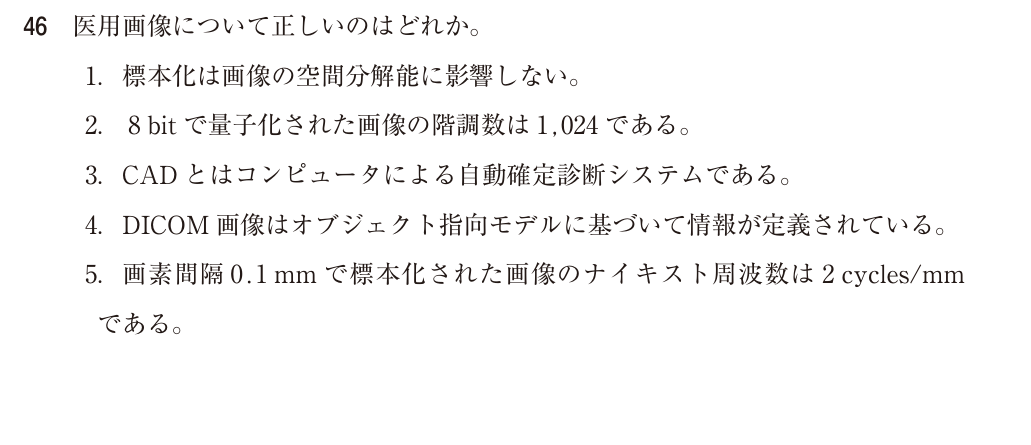 46 医用画像について正しいのはどれか。
1. 標本化は画像の空間分解能に影響しない。
2. 8 bit で量子化された画像の階調数は 1,024 である。
3. CAD とはコンピュータによる自動確定診断システムである。
4. DICOM 画像はオブジェクト指向モデルに基づいて情報が定義されている。
5. 画素間隔 0.1 mm で標本化された画像のナイキスト周波数は 2 cycles/mm
である。